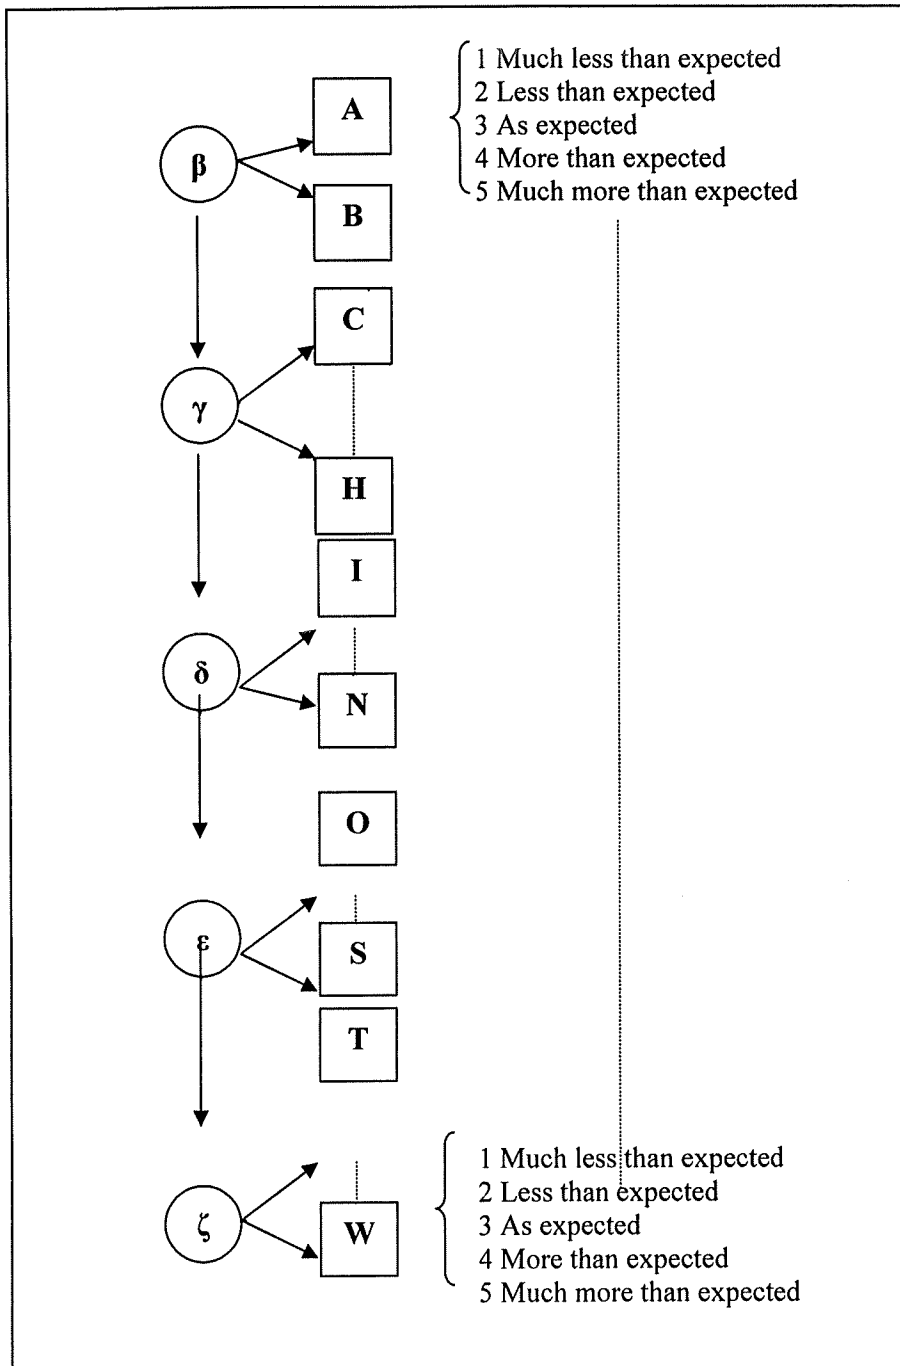 1 Much less than expected
2 Less than expected
3 As expected
4 More than expected
5 Much more than expected
A
β
B
C
γ
H
I
δ
N
O
ε
S
T
1 Much less than expected
2 Less than expected
3 As expected
4 More than expected
5 Much more than expected
ζ
W